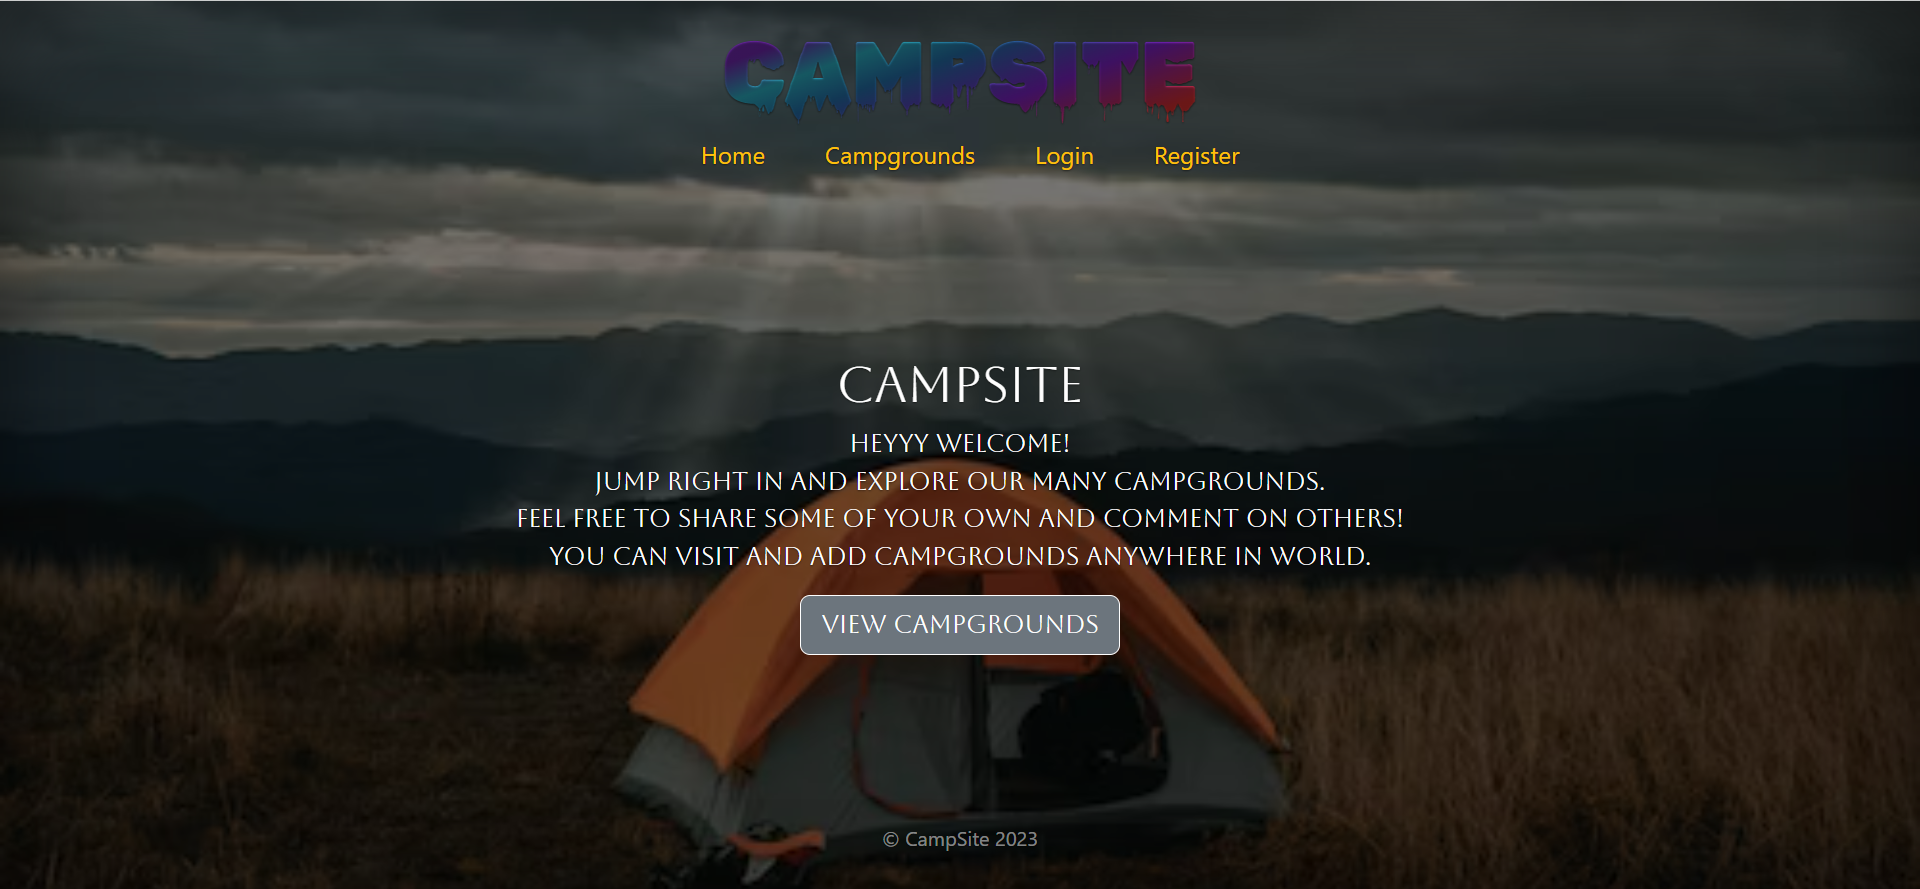 CAMPSITE
Home Campgrounds Login Register
CAMPSITE
HEYYY WELCOME!
JUMP RIGHT IN AND EXPLORE OUR MANY CAMPGROUNDS.
FEEL FREE TO SHARE SOME OF YOUR OWN AND COMMENT ON OTHERS!
YOU CAN VISIT AND ADD CAMPGROUNDS ANYWHERE IN WORLD.
VIEW CAMPGROUNDS
© CampSite 2023